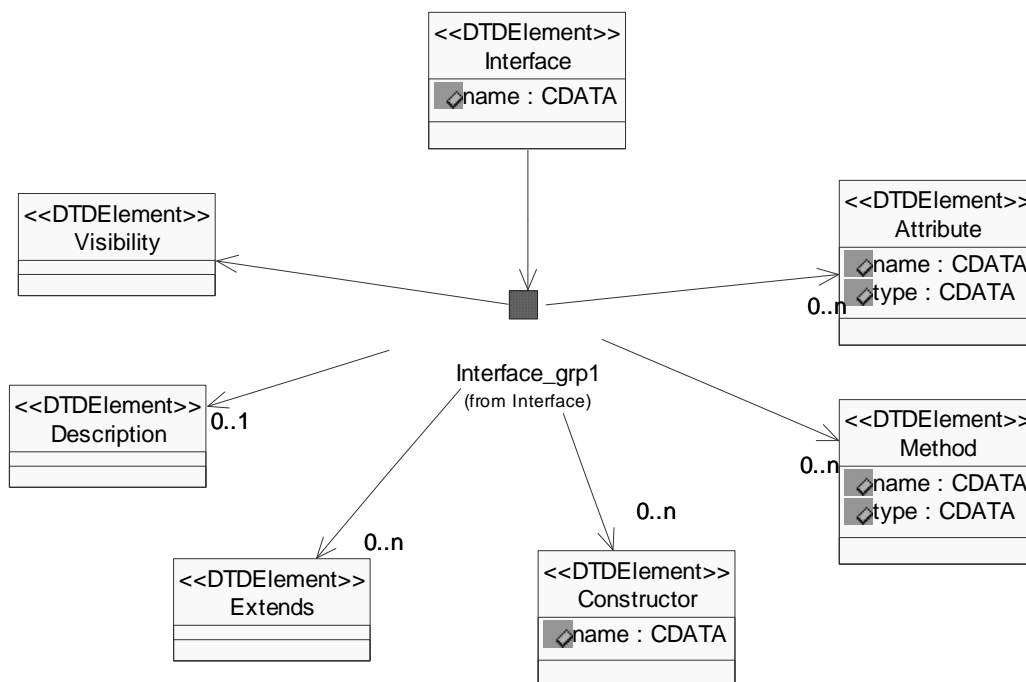 <<DTDElement>>
Interface
name : CDATA
<<DTDElement>>
Visibility
<<DTDElement>>
Attribute
name : CDATA
type : CDATA
0..n
Interface_grp1
(from Interface)
<<DTDElement>>
Description
0..1
<<DTDElement>>
Method
name : CDATA
type : CDATA
0..n
0..n
<<DTDElement>>
Extends
0..n
<<DTDElement>>
Constructor
name : CDATA